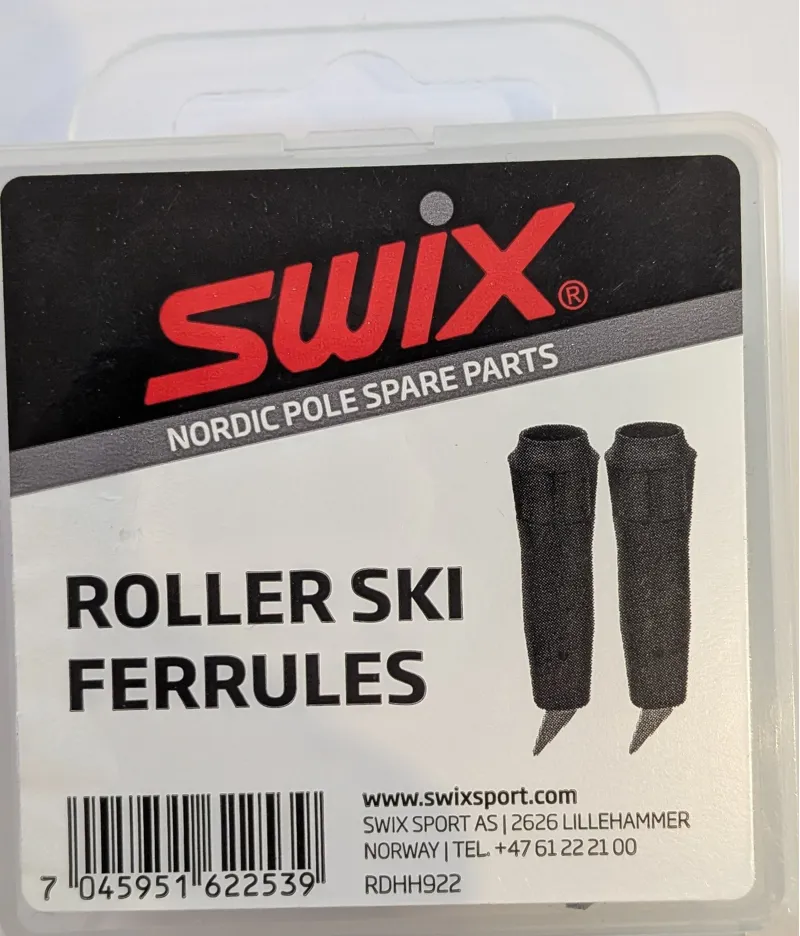 SWIX®
NORDIC POLE SPARE PARTS
ROLLER SKI
FERRULES
www.swixsport.com
SWIX SPORT AS | 2626 LILLEHAMMER
NORWAY | TEL. +47 61 22 21 00
RDHH922
7 045951 622539